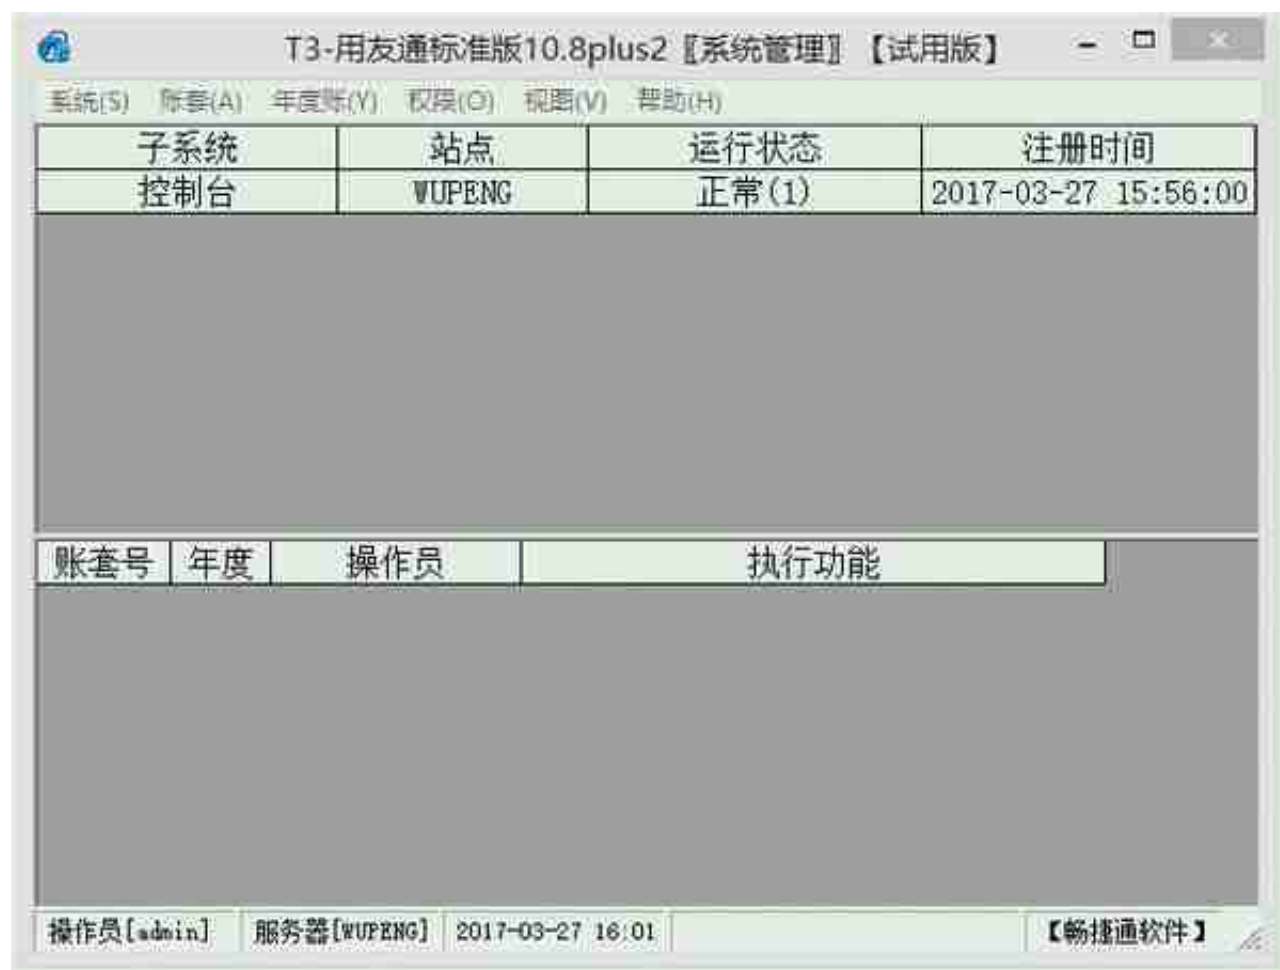 T3-用友通标准版10.8plus2〖系统管理〗【试用版】
系统(S) 账套(A) 年度账(Y) 权限(O) 视图(V) 帮助(H)
子系统 站点 运行状态 注册时间
控制台 WUPENG 正常(1) 2017-03-27 15:56:00
账套号 年度 操作员 执行功能
操作员[admin] 服务器[WUPENG] 2017-03-27 16:01 【畅捷通软件】